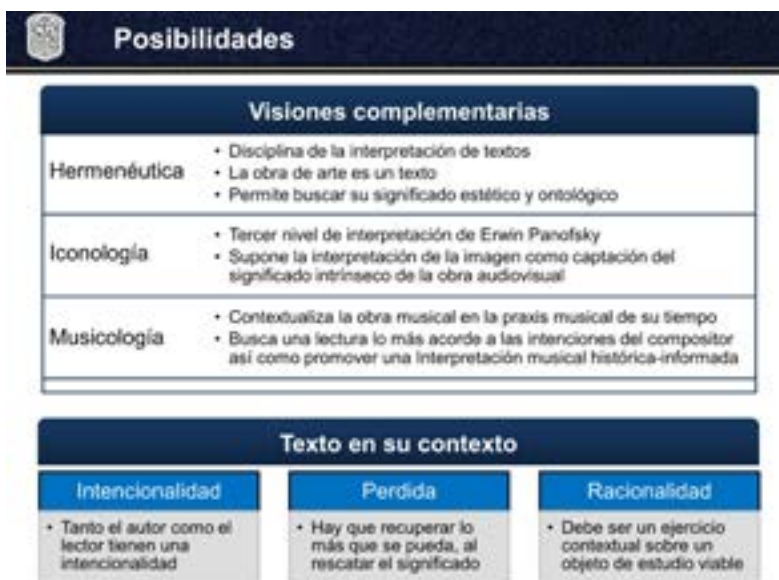 Posibilidades
Visiones complementarias
Hermenéutica
• Disciplina de la interpretación de textos
• La obra de arte es un texto
• Permite buscar su significado estético y ontológico
Iconología
• Tercer nivel de interpretación de Erwin Panofsky
• Supone la interpretación de la imagen como captación del
significado intrínseco de la obra audiovisual
Musicología
• Contextualiza la obra musical en la praxis musical de su tiempo
• Busca una lectura lo más acorde a las intenciones del compositor
así como promover una Interpretación musical histórica-informada
Texto en su contexto
Intencionalidad
• Tanto el autor como el
lector tienen una
intencionalidad
Perdida
• Hay que recuperar lo
más que se pueda, al
rescatar el significado
Racionalidad
• Debe ser un ejercicio
contextual sobre un
objeto de estudio viable